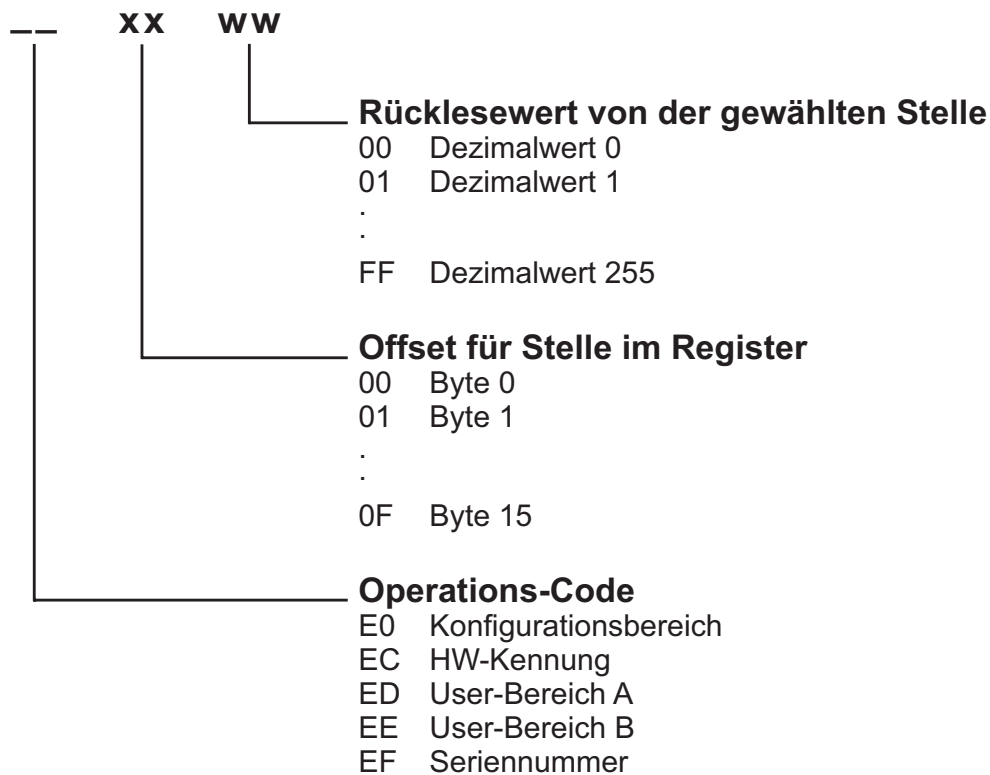 __ xx ww
Rücklesewert von der gewählten Stelle
00 Dezimalwert 0
01 Dezimalwert 1
.
.
FF Dezimalwert 255
Offset für Stelle im Register
00 Byte 0
01 Byte 1
.
.
0F Byte 15
Operations-Code
E0 Konfigurationsbereich
EC HW-Kennung
ED User-Bereich A
EE User-Bereich B
EF Seriennummer